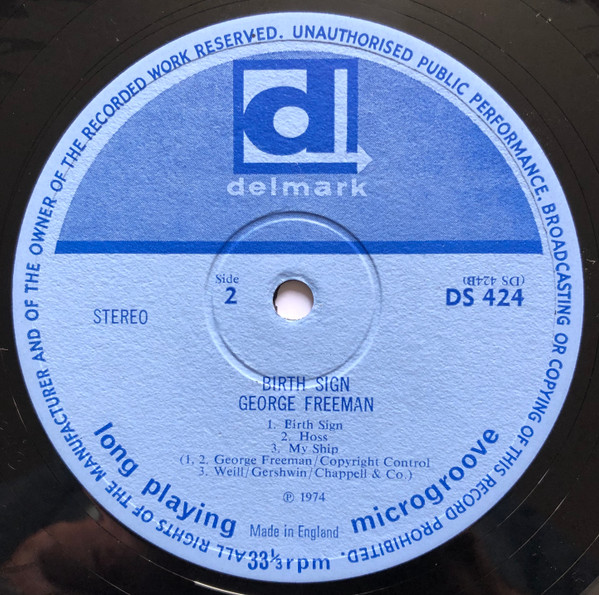 ALL RIGHTS OF THE MANUFACTURER AND OF THE OWNER OF THE RECORDED WORK RESERVED. UNAUTHORISED PUBLIC PERFORMANCE, BROADCASTING OR COPYING OF THIS RECORD PROHIBITED.
d
delmark
Side
2
(DS 424B)
DS 424
STEREO
BIRTH SIGN
GEORGE FREEMAN
1. Birth Sign
2. Hoss
3. My Ship
(1, 2. George Freeman/Copyright Control
3. Weill/Gershwin/Chappell & Co.)
℗ 1974
long playing microgroove
Made in England
33⅓ rpm